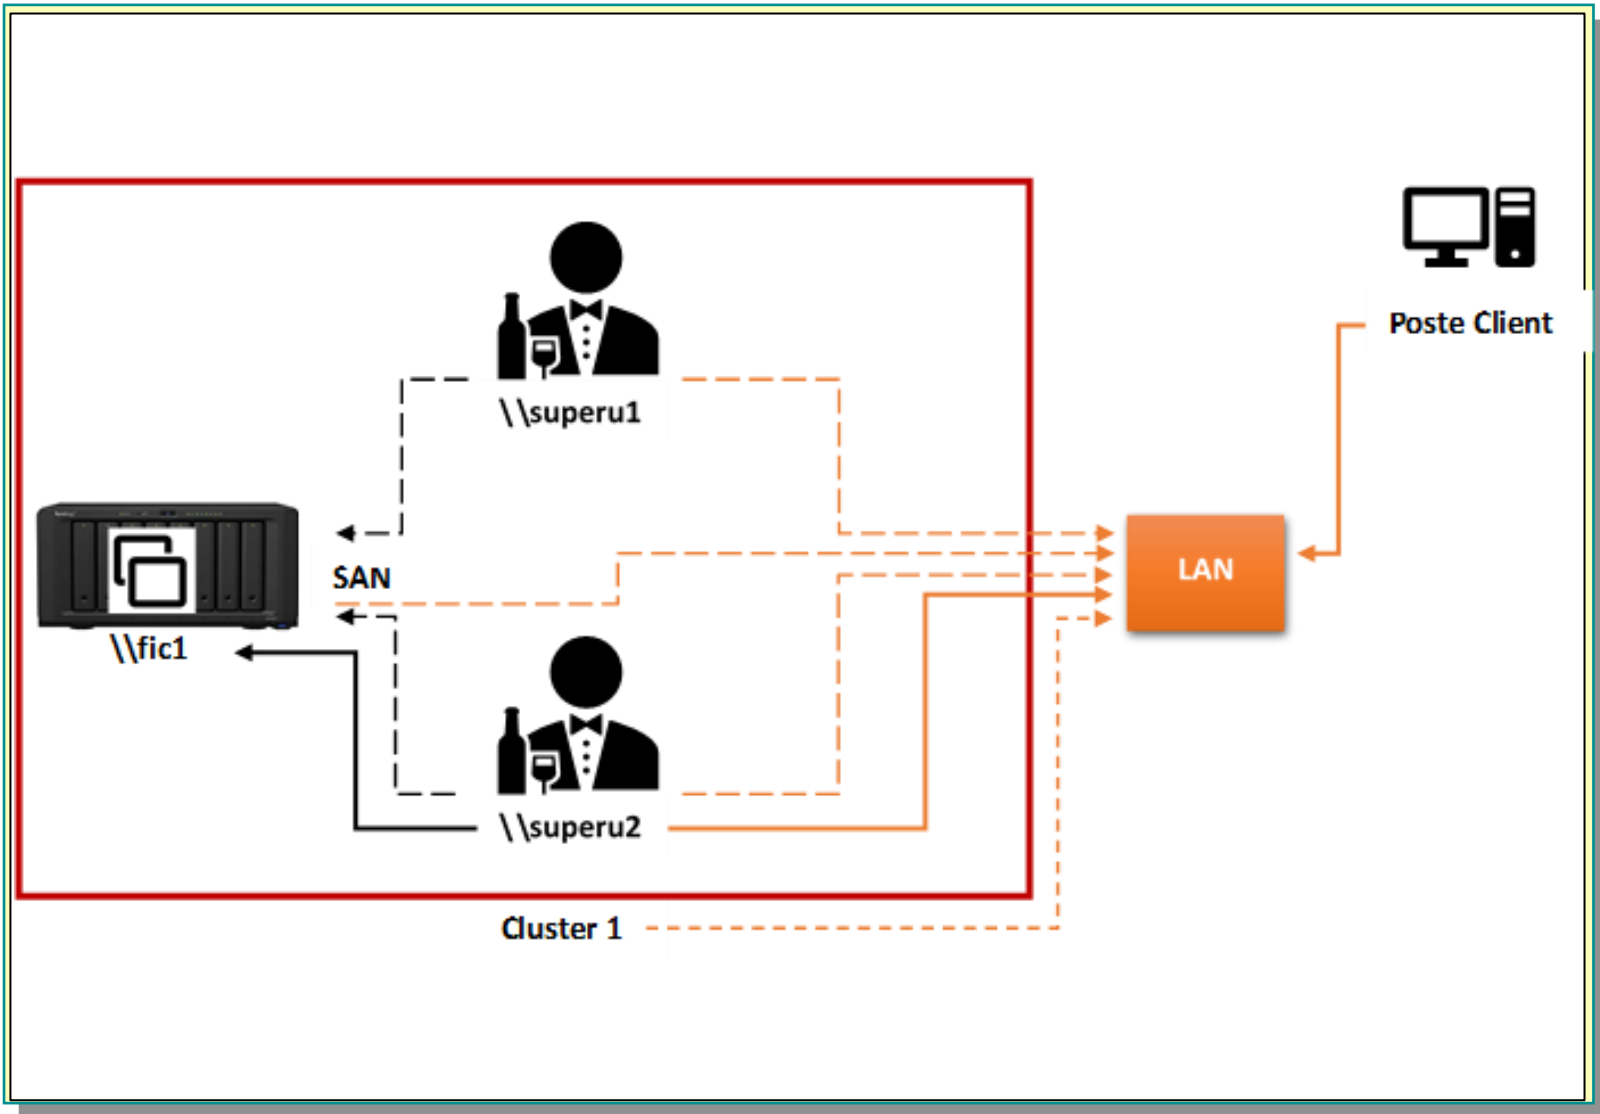 \\superu1
Poste Client
SAN
LAN
\\fic1
\\superu2
Cluster 1